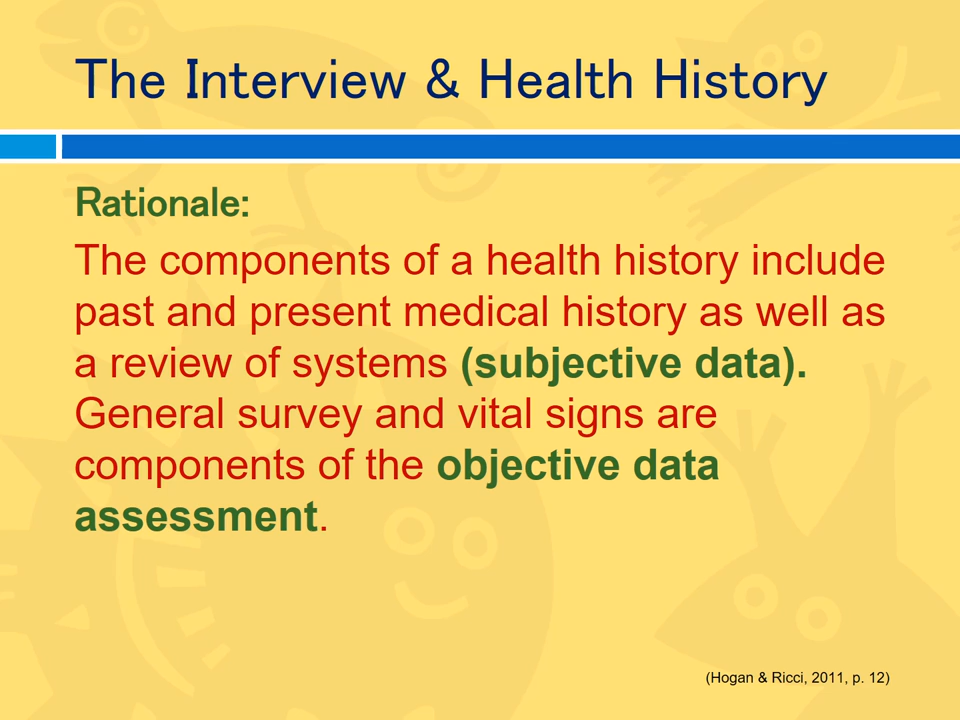 The Interview & Health History
Rationale:
The components of a health history include
past and present medical history as well as
a review of systems (subjective data).
General survey and vital signs are
components of the objective data
assessment.
(Hogan & Ricci, 2011, p. 12)